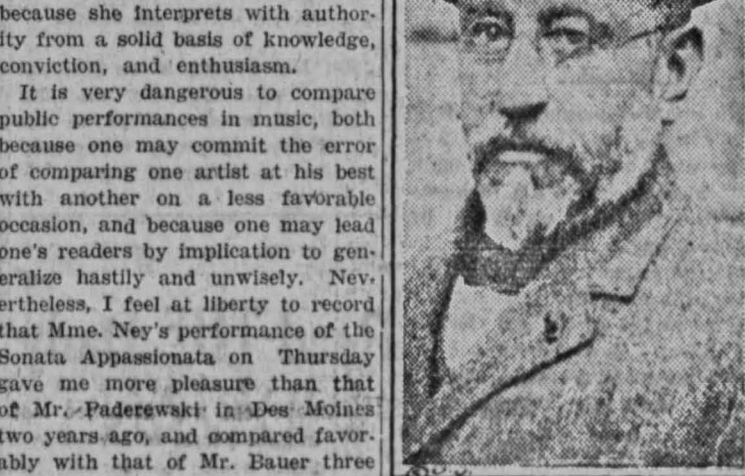 because she interprets with author-
ity from a solid basis of knowledge,
conviction, and enthusiasm.
It is very dangerous to compare
public performances in music, both
because one may commit the error
of comparing one artist at his best
with another on a less favorable
occasion, and because one may lead
one's readers by implication to gen-
eralize hastily and unwisely. Nev-
ertheless, I feel at liberty to record
that Mme. Ney's performance of the
Sonata Appassionata on Thursday
gave me more pleasure than that
of Mr. Paderewski in Des Moines
two years ago, and compared favor-
ably with that of Mr. Bauer three